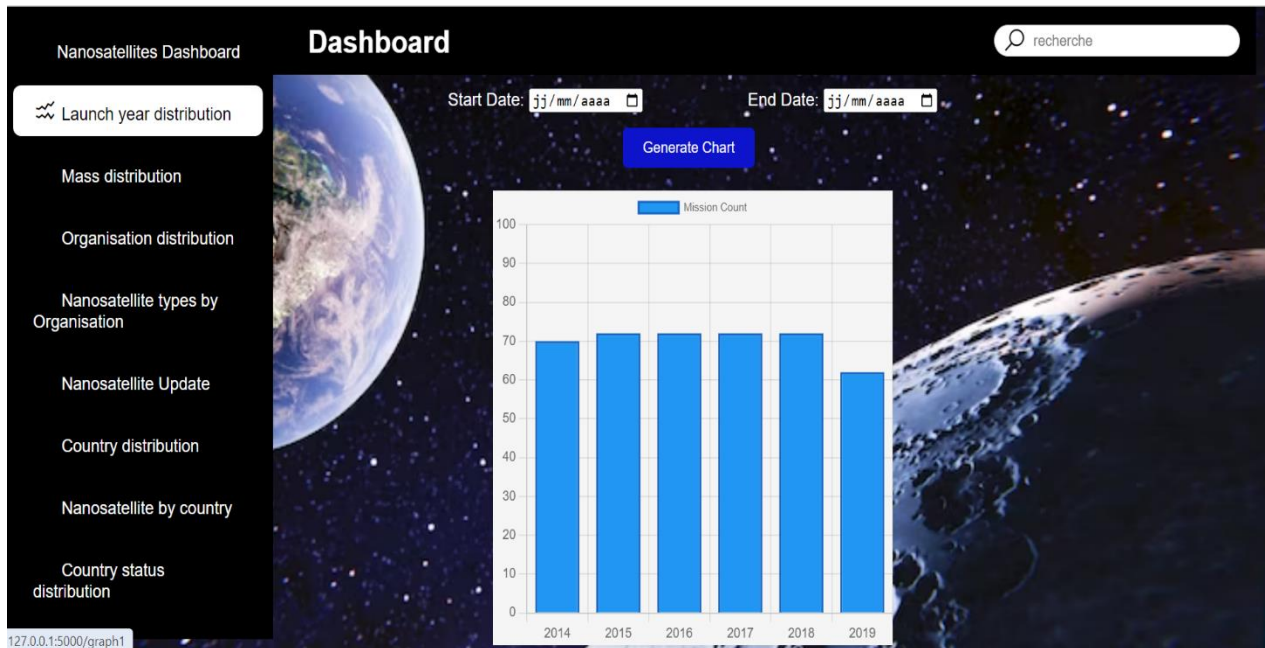 Nanosatellites Dashboard
Dashboard
recherche
Launch year distribution
Mass distribution
Organisation distribution
Nanosatellite types by
Organisation
Nanosatellite Update
Country distribution
Nanosatellite by country
Country status
distribution
127.0.0.1:5000/graph1
Start Date: jj/mm/aaaa
End Date: jj/mm/aaaa
Generate Chart
Mission Count
100
90
80
70
60
50
40
30
20
10
0
2014 2015 2016 2017 2018 2019